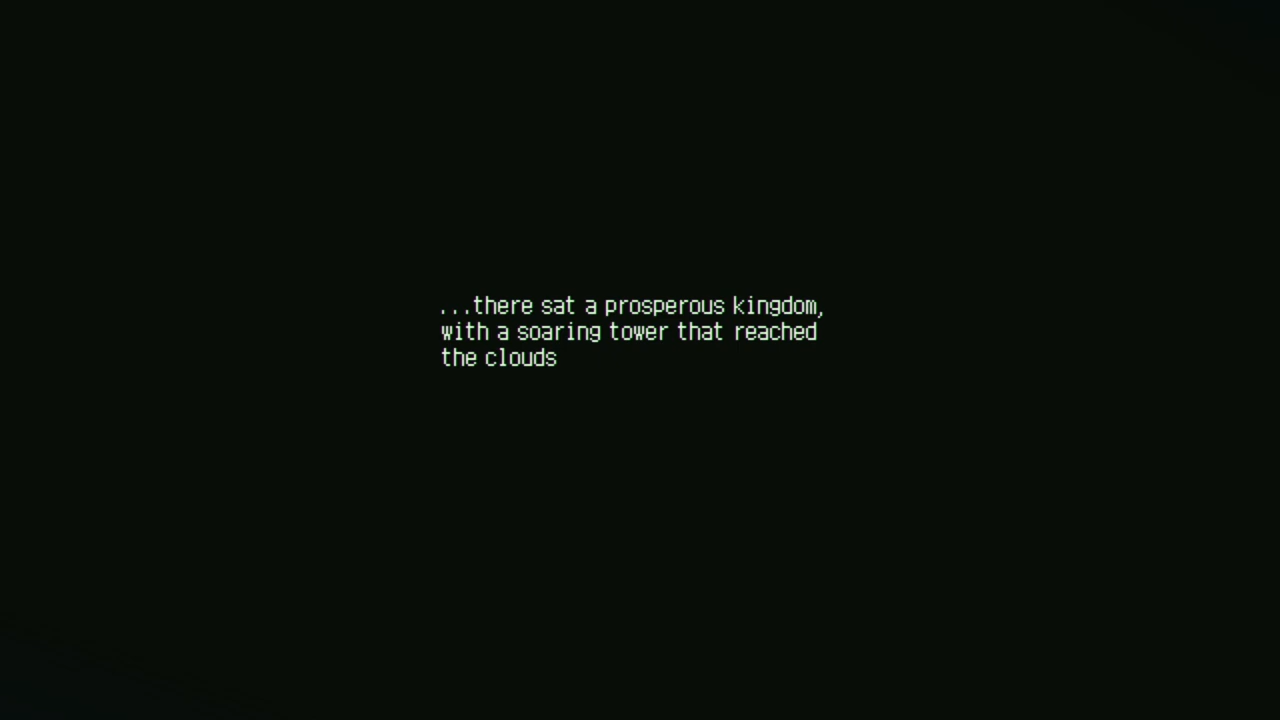 ...there sat a prosperous kingdom,
with a soaring tower that reached
the clouds